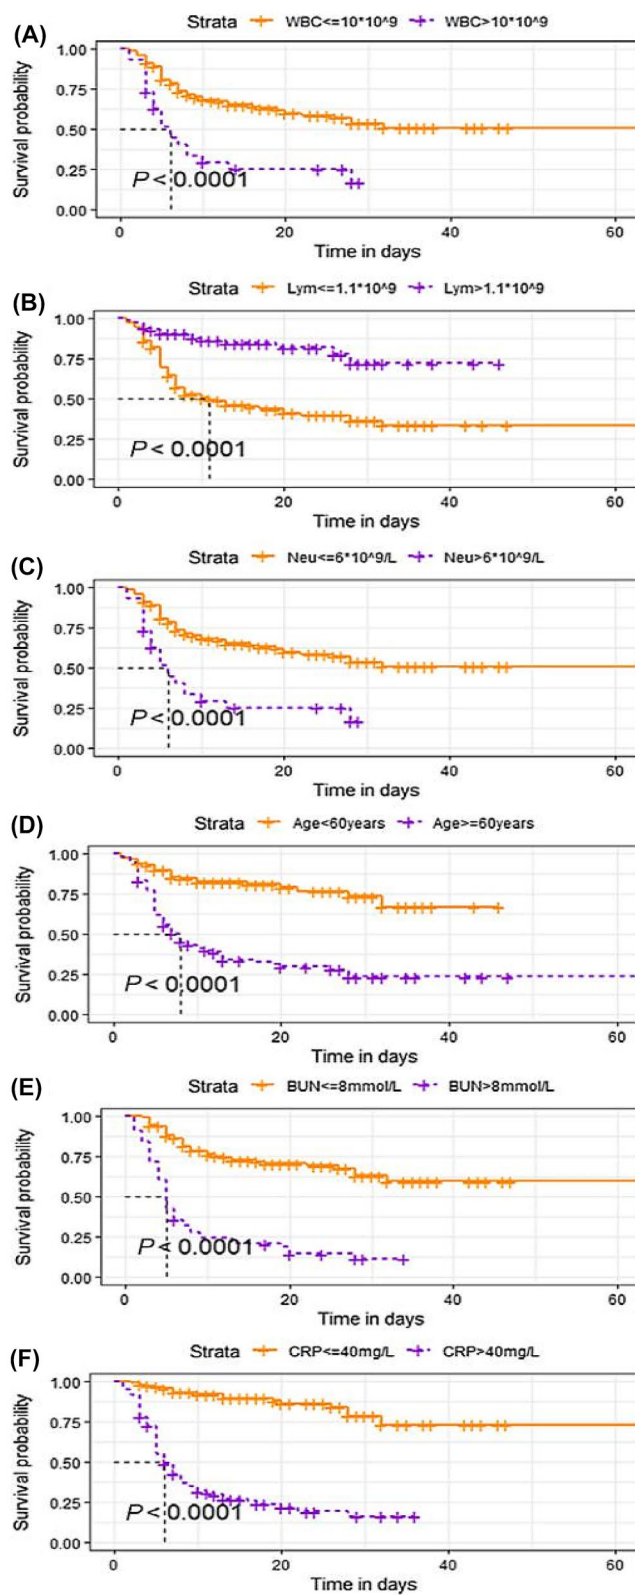 (A)
Strata WBC<=10*10^9 WBC>10*10^9
Survival probability
1.00
0.75
0.50
0.25
0.00
P < 0.0001
0 20 40 60
Time in days
(B)
Strata Lym<=1.1*10^9 Lym>1.1*10^9
Survival probability
1.00
0.75
0.50
0.25
0.00
P < 0.0001
0 20 40 60
Time in days
(C)
Strata Neu<=6*10^9/L Neu>6*10^9/L
Survival probability
1.00
0.75
0.50
0.25
0.00
P < 0.0001
0 20 40 60
Time in days
(D)
Strata Age<60years Age>=60years
Survival probability
1.00
0.75
0.50
0.25
0.00
P < 0.0001
0 20 40 60
Time in days
(E)
Strata BUN<=8mmol/L BUN>8mmol/L
Survival probability
1.00
0.75
0.50
0.25
0.00
P < 0.0001
0 20 40 60
Time in days
(F)
Strata CRP<=40mg/L CRP>40mg/L
Survival probability
1.00
0.75
0.50
0.25
0.00
P < 0.0001
0 20 40 60
Time in days